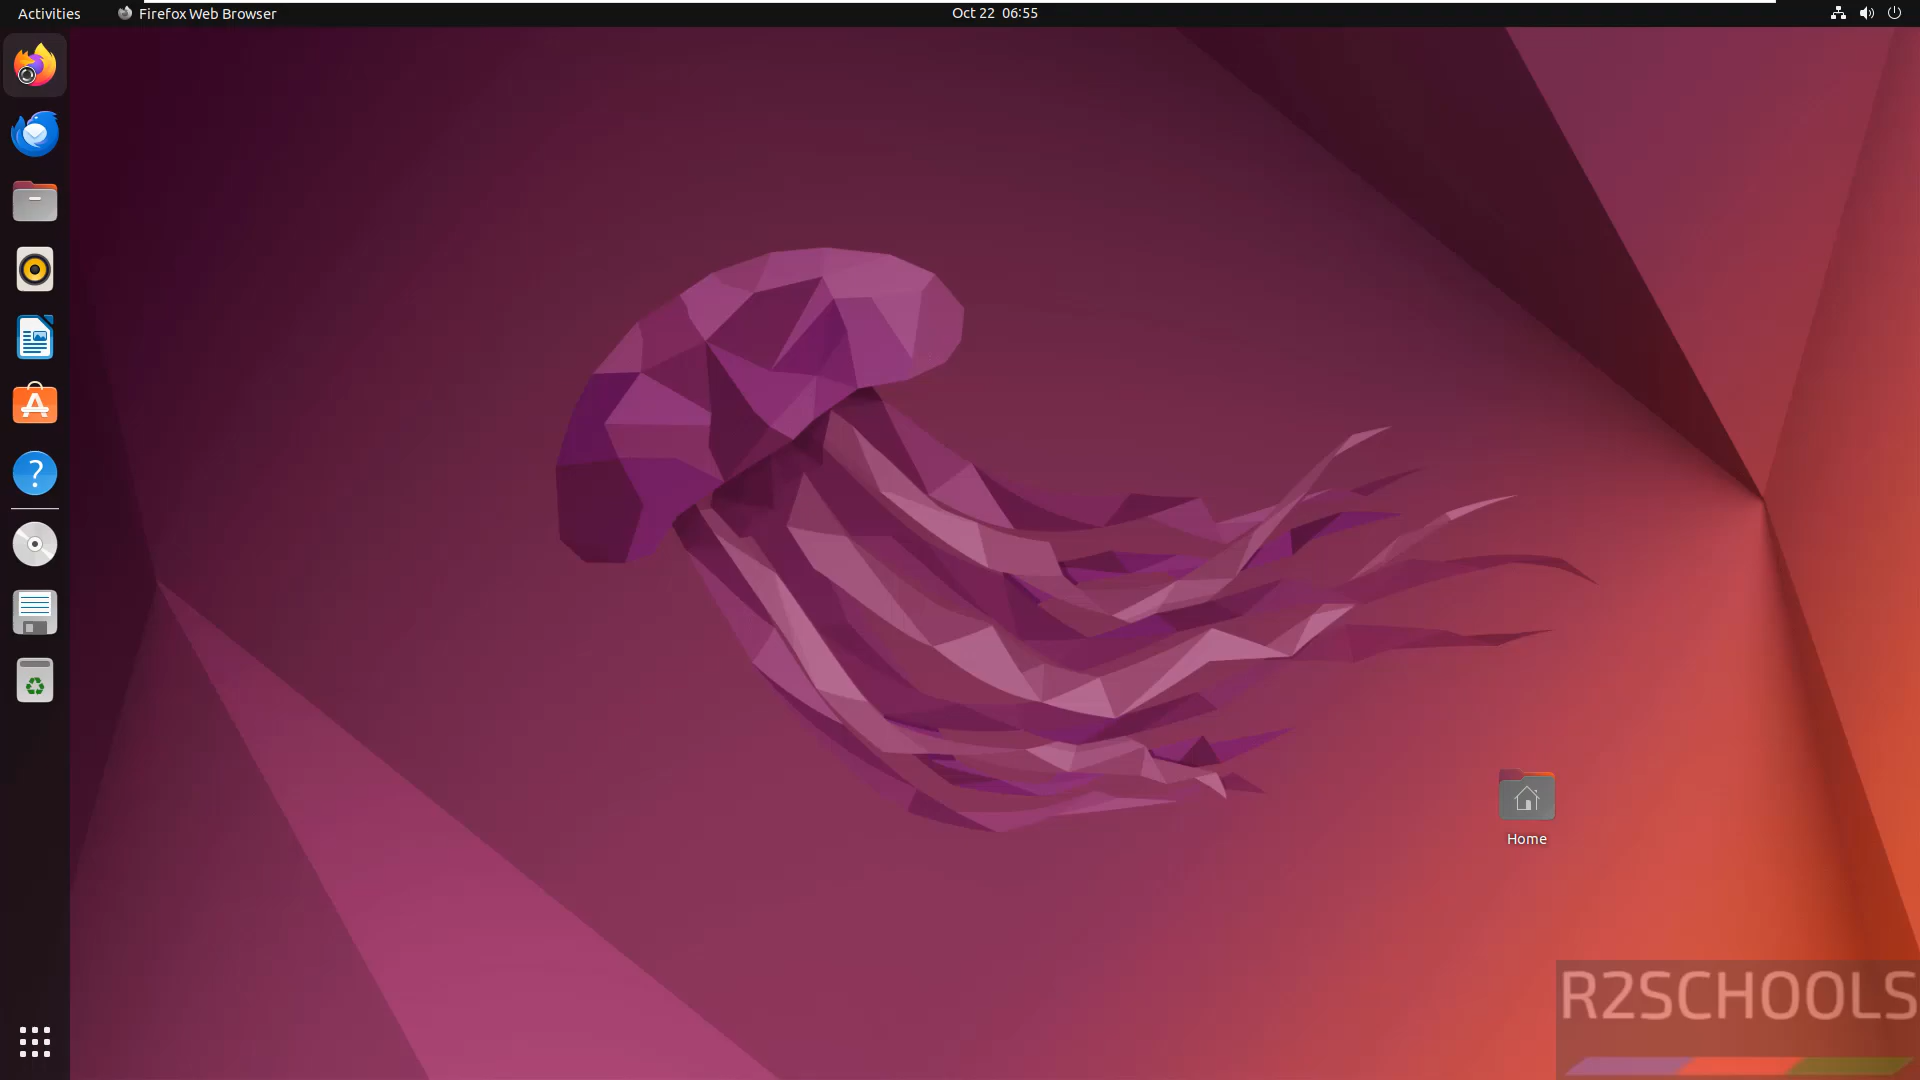 Activities
Firefox Web Browser
Oct 22 06:55
?
Home
R2SCHOOLS